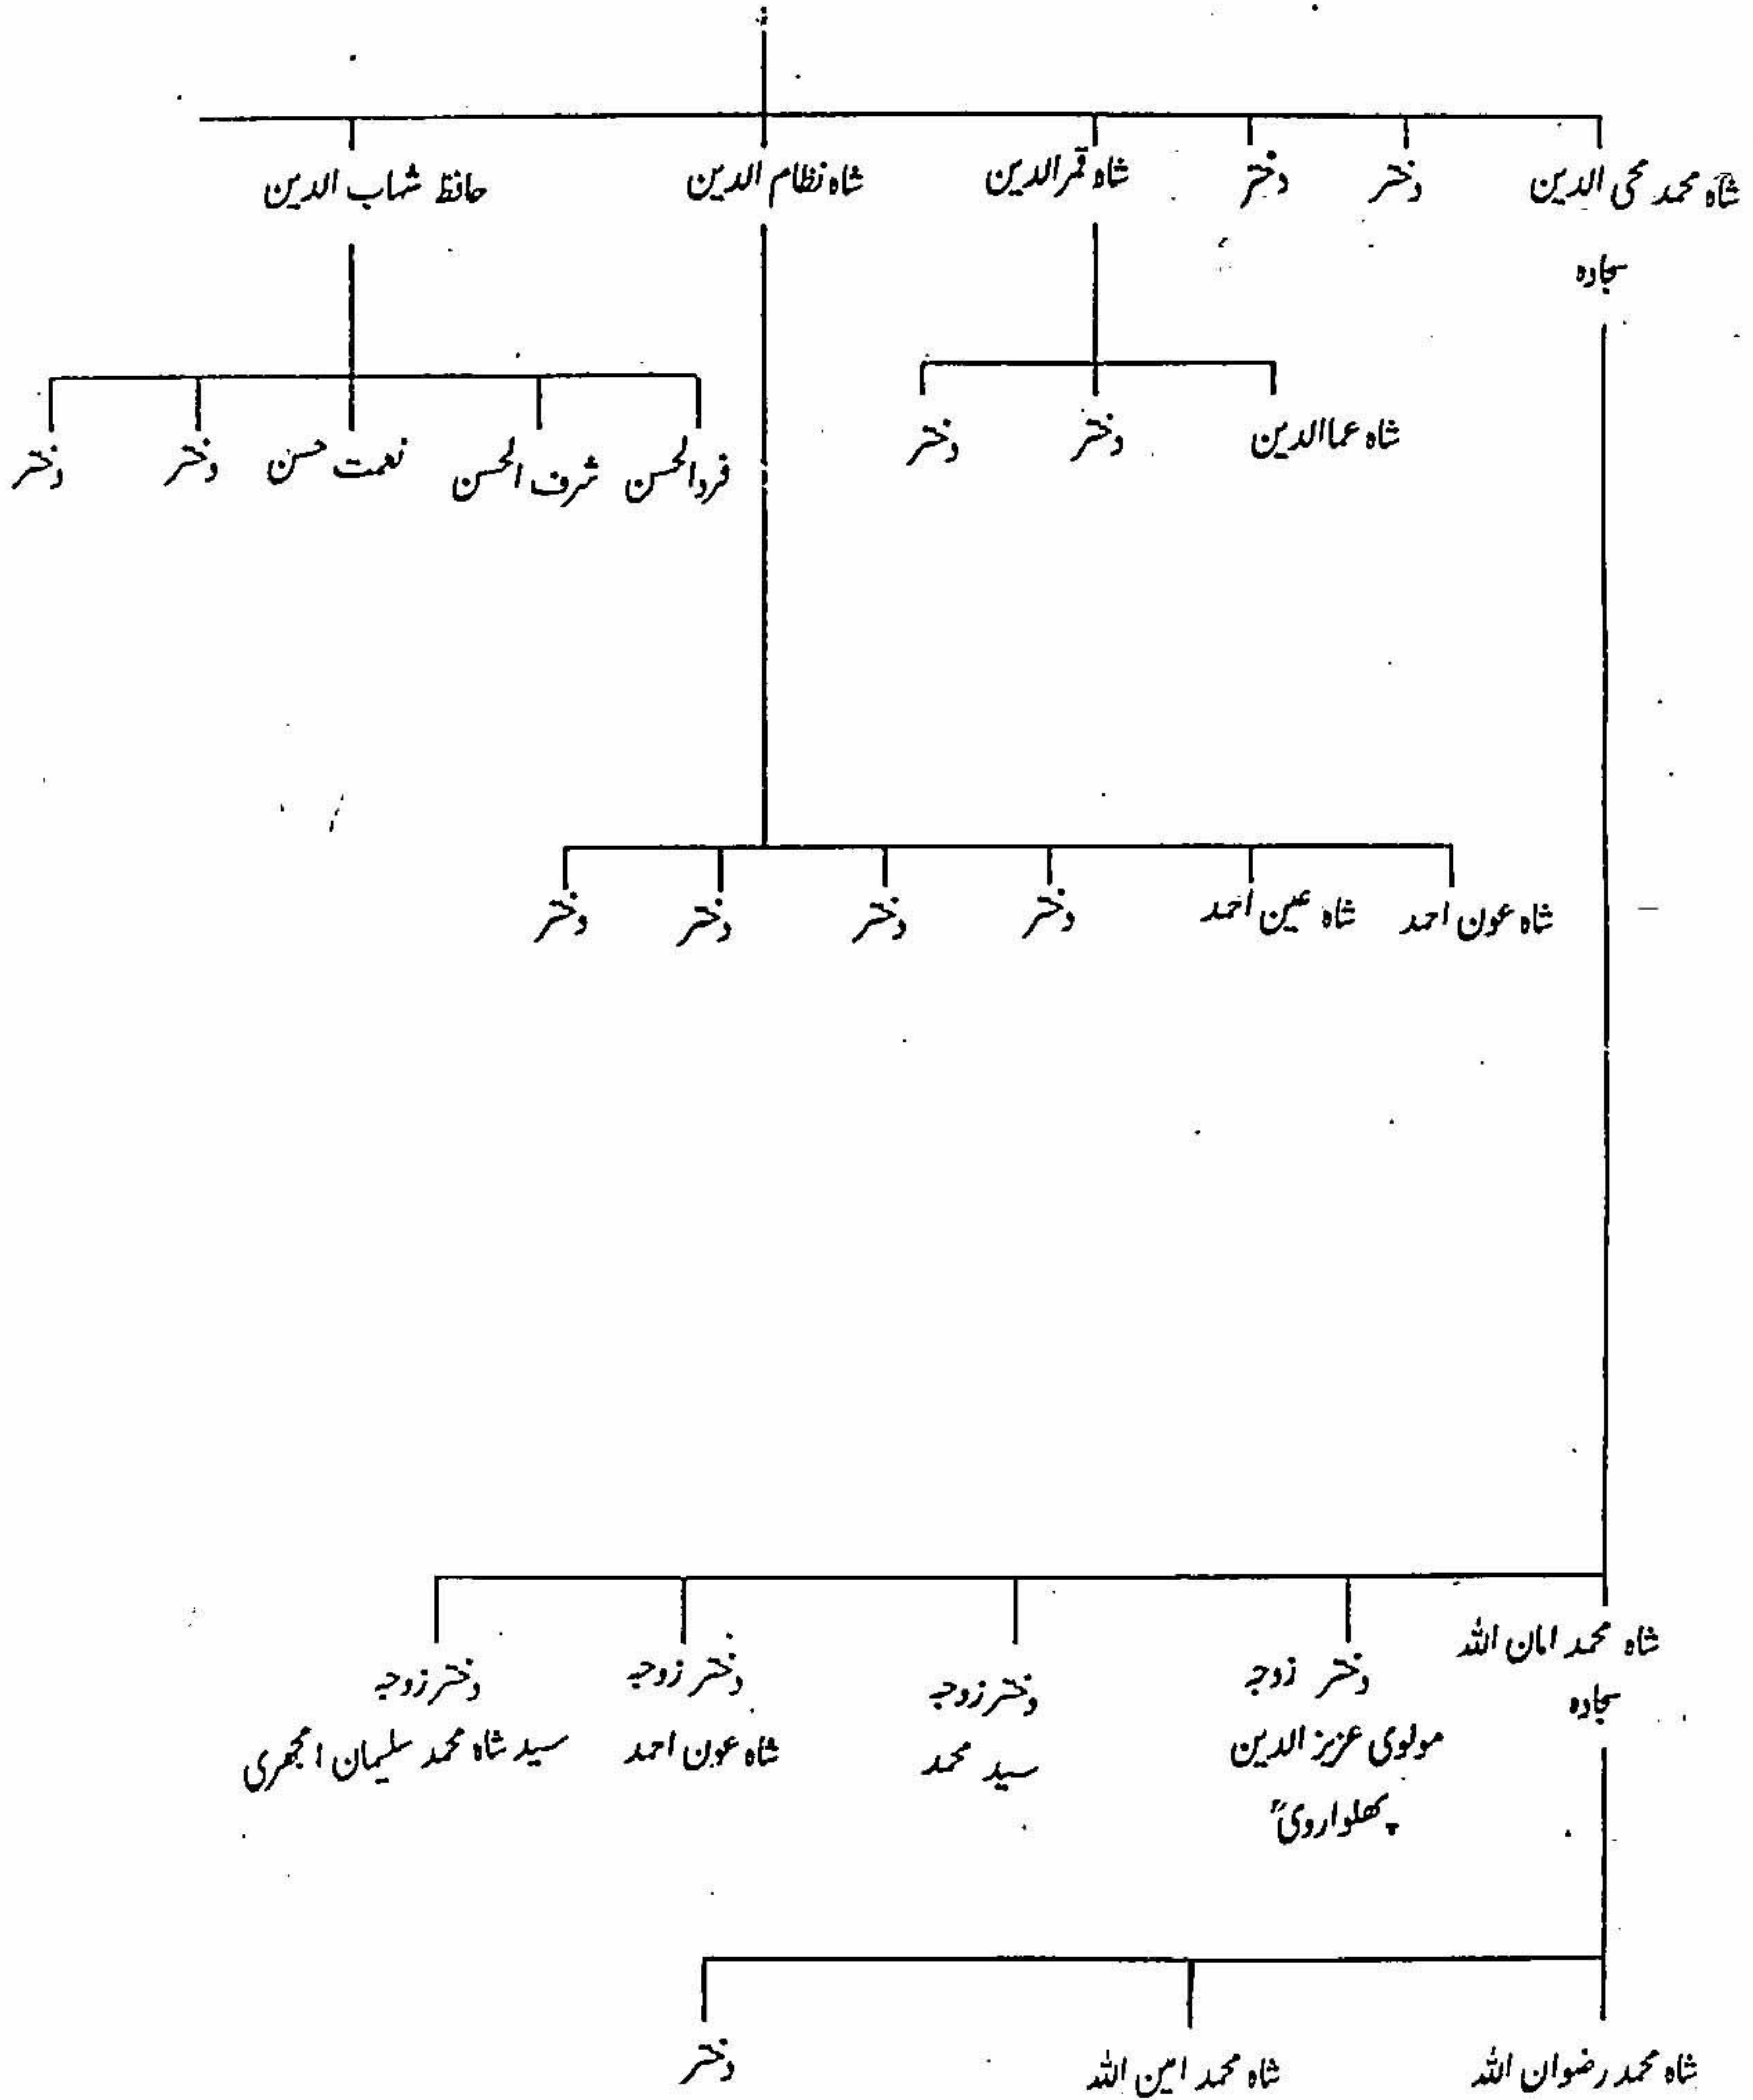 شاہ محمد محی الدین
سجادہ
دختر
دختر
شاہ قمرالدین
شاہ نظام الدین
حافظ شہاب الدین
شاہ عماالدین
دختر
دختر
فردالحسن
شرف الحسن
نعمت حسن
دختر
دختر
شاہ عون احمد
شاہ عین احمد
دختر
دختر
دختر
دختر
شاہ محمد امان اللہ
سجادہ
دختر زوجہ
مولوی عزیز الدین
پھلواروی
دختر زوجہ
سید محمد
دختر زوجہ
شاہ عون احمد
دختر زوجہ
سید شاہ محمد سلیمان امجھری
شاہ محمد رضوان اللہ
شاہ محمد امین اللہ
دختر